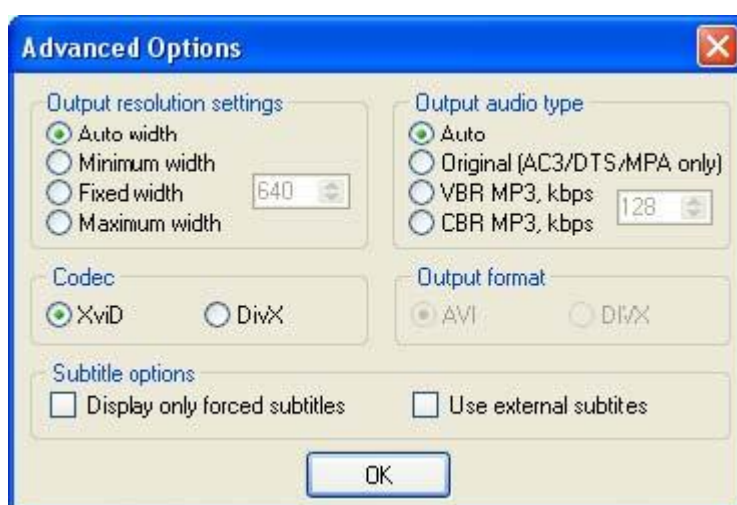 Advanced Options
Output resolution settings
Auto width
Minimum width
Fixed width
640
Maximum width
Output audio type
Auto
Original (AC3/DTS/MPA only)
VBR MP3, kbps
CBR MP3, kbps
128
Codec
XviD
DivX
Output format
AVI
DIVX
Subtitle options
Display only forced subtitles
Use external subtites
OK